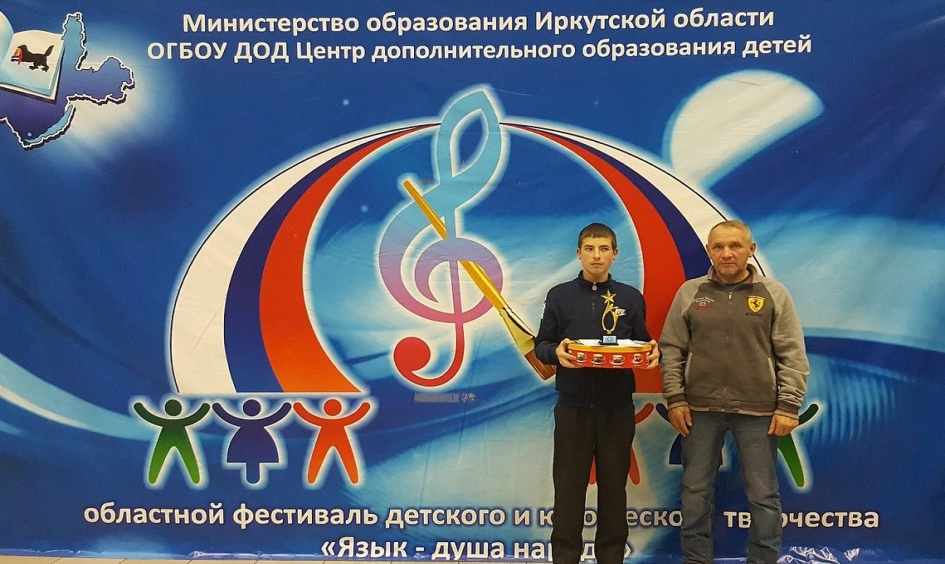 Министерство образования Иркутской области
ОГБОУ ДОД Центр дополнительного образования детей
областной фестиваль детского и творчества
«Язык - душа